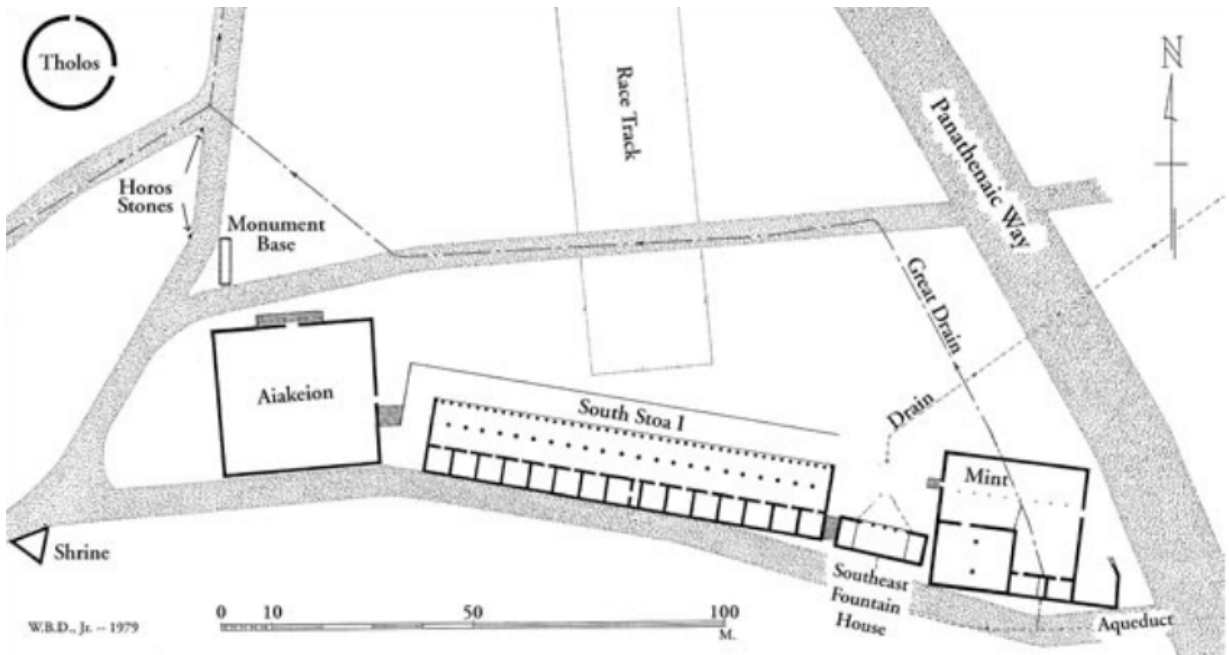 Tholos
N
Race Track
Panathenaic Way
Horos
Stones
Monument
Base
Great Drain
Aiakeion
South Stoa I
Drain
Mint
Shrine
Southeast
Fountain
House
Aqueduct
0 10 50 100
M.
W.B.D., Jr. -- 1979